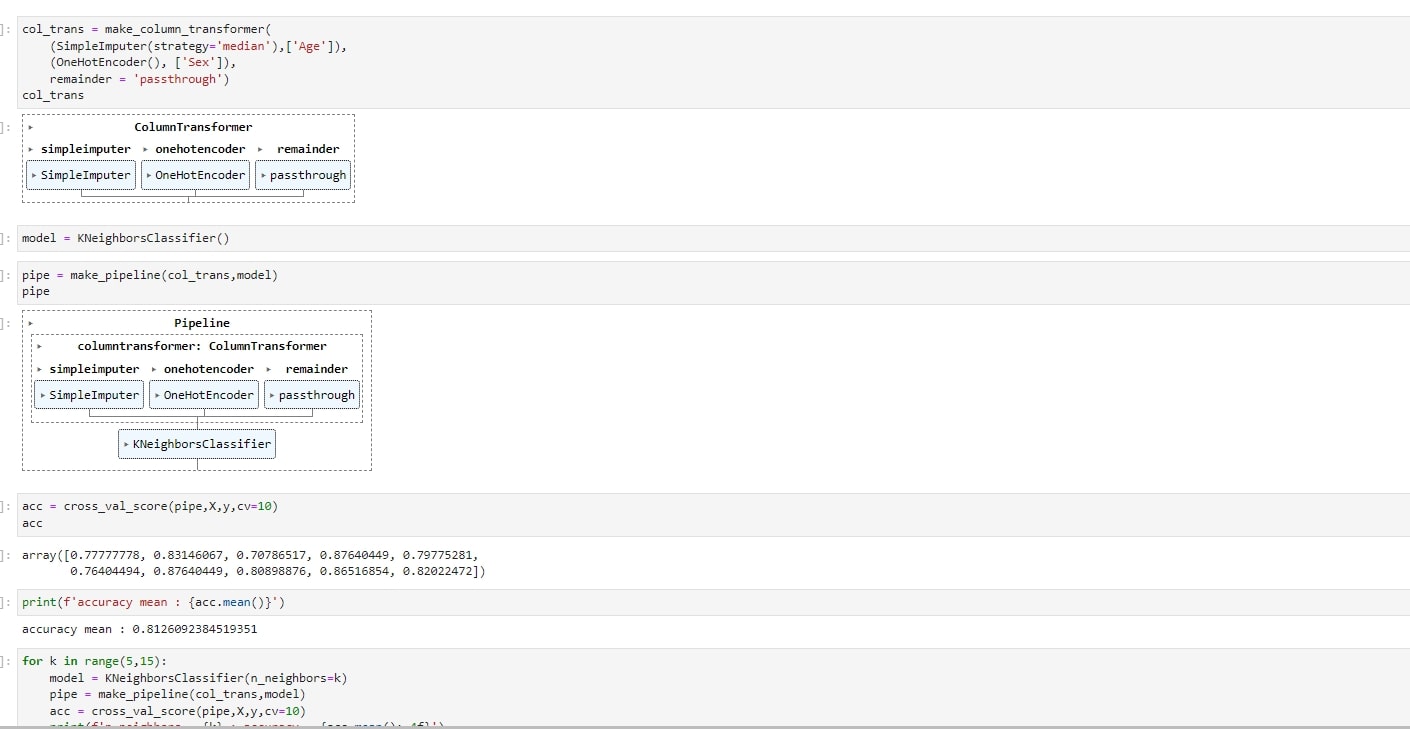 ]: col_trans = make_column_transformer(
(SimpleImputer(strategy='median'),['Age']),
(OneHotEncoder(), ['Sex']),
remainder = 'passthrough')
col_trans
]: ▸ ColumnTransformer
▸ simpleimputer ▸ onehotencoder ▸ remainder
▸ SimpleImputer ▸ OneHotEncoder ▸ passthrough
]: model = KNeighborsClassifier()
]: pipe = make_pipeline(col_trans,model)
pipe
]: ▸ Pipeline
▸ columntransformer: ColumnTransformer
▸ simpleimputer ▸ onehotencoder ▸ remainder
▸ SimpleImputer ▸ OneHotEncoder ▸ passthrough
▸ KNeighborsClassifier
]: acc = cross_val_score(pipe,X,y,cv=10)
acc
]: array([0.77777778, 0.83146067, 0.70786517, 0.87640449, 0.79775281,
0.76404494, 0.87640449, 0.80898876, 0.86516854, 0.82022472])
]: print(f'accuracy mean : {acc.mean()}')
accuracy mean : 0.8126092384519351
]: for k in range(5,15):
model = KNeighborsClassifier(n_neighbors=k)
pipe = make_pipeline(col_trans,model)
acc = cross_val_score(pipe,X,y,cv=10)